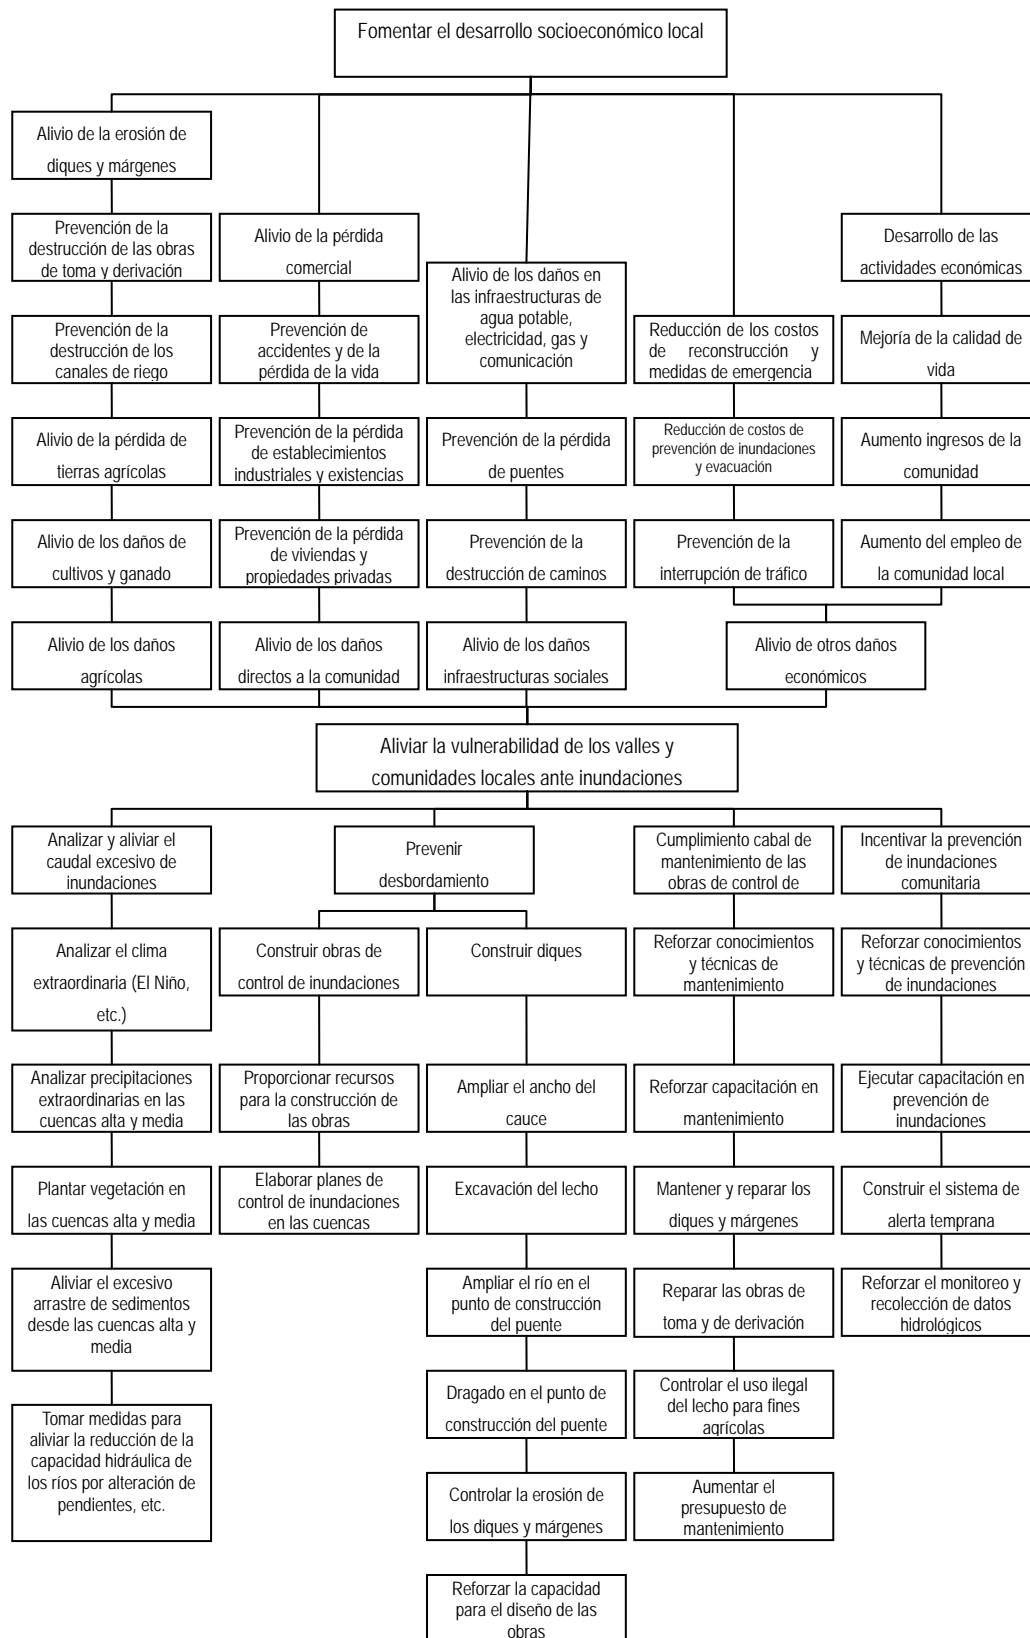 Fomentar el desarrollo socioeconómico local
Alivio de la erosión de
diques y márgenes
Prevención de la
destrucción de las obras
de toma y derivación
Alivio de la pérdida
comercial
Alivio de los daños en
las infraestructuras de
agua potable,
electricidad, gas y
comunicación
Desarrollo de las
actividades económicas
Prevención de la
destrucción de los
canales de riego
Prevención de
accidentes y de la
pérdida de la vida
Reducción de los costos
de reconstrucción y
medidas de emergencia
Mejoría de la calidad de
vida
Alivio de la pérdida de
tierras agrícolas
Prevención de la pérdida
de establecimientos
industriales y existencias
Prevención de la pérdida
de puentes
Reducción de costos de
prevención de inundaciones
y evacuación
Aumento ingresos de la
comunidad
Alivio de los daños de
cultivos y ganado
Prevención de la pérdida
de viviendas y
propiedades privadas
Prevención de la
destrucción de caminos
Prevención de la
interrupción de tráfico
Aumento del empleo de
la comunidad local
Alivio de los daños
agrícolas
Alivio de los daños
directos a la comunidad
Alivio de los daños
infraestructuras sociales
Alivio de otros daños
económicos
Aliviar la vulnerabilidad de los valles y
comunidades locales ante inundaciones
Analizar y aliviar el
caudal excesivo de
inundaciones
Prevenir
desbordamiento
Cumplimiento cabal de
mantenimiento de las
obras de control de
Incentivar la prevención
de inundaciones
comunitaria
Analizar el clima
extraordinaria (El Niño,
etc.)
Construir obras de
control de inundaciones
Construir diques
Reforzar conocimientos
y técnicas de
mantenimiento
Reforzar conocimientos
y técnicas de prevención
de inundaciones
Analizar precipitaciones
extraordinarias en las
cuencas alta y media
Proporcionar recursos
para la construcción de
las obras
Ampliar el ancho del
cauce
Reforzar capacitación en
mantenimiento
Ejecutar capacitación en
prevención de
inundaciones
Plantar vegetación en
las cuencas alta y media
Elaborar planes de
control de inundaciones
en las cuencas
Excavación del lecho
Mantener y reparar los
diques y márgenes
Construir el sistema de
alerta temprana
Aliviar el excesivo
arrastre de sedimentos
desde las cuencas alta y
media
Ampliar el río en el
punto de construcción
del puente
Reparar las obras de
toma y de derivación
Reforzar el monitoreo y
recolección de datos
hidrológicos
Tomar medidas para
aliviar la reducción de la
capacidad hidráulica de
los ríos por alteración de
pendientes, etc.
Dragado en el punto de
construcción del puente
Controlar el uso ilegal
del lecho para fines
agrícolas
Controlar la erosión de
los diques y márgenes
Aumentar el
presupuesto de
mantenimiento
Reforzar la capacidad
para el diseño de las
obras